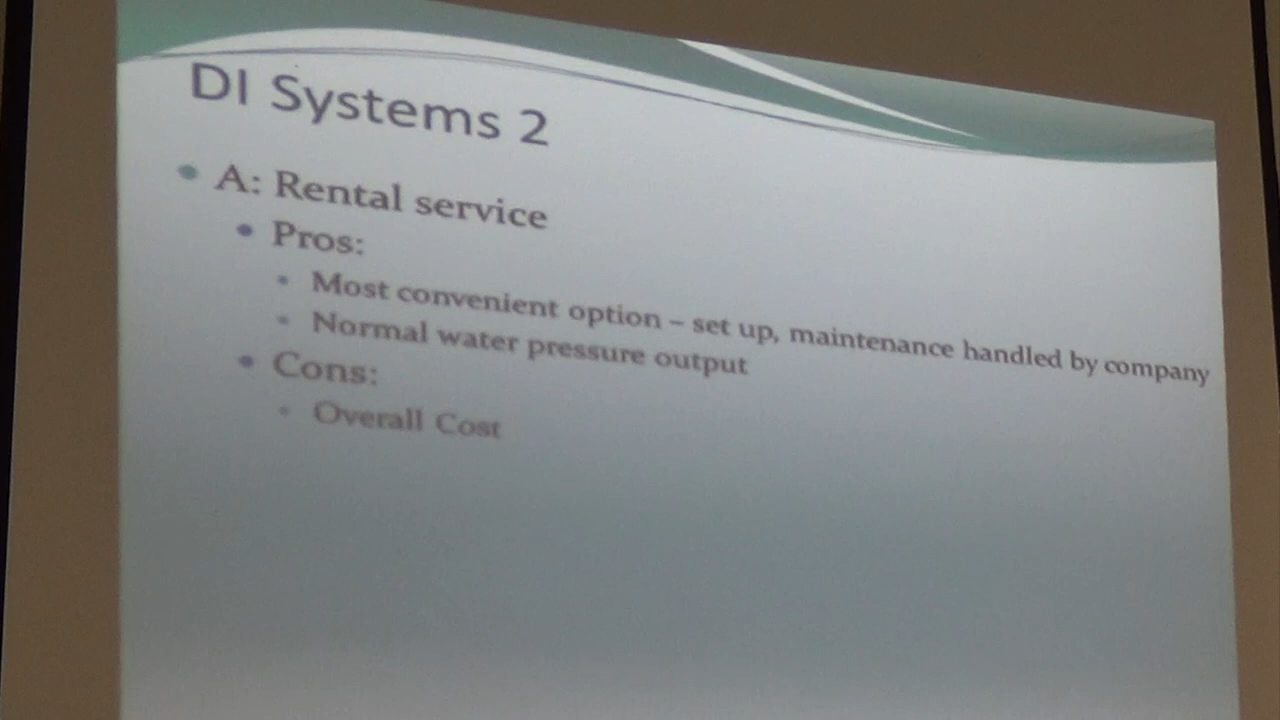 DI Systems 2
A: Rental service
Pros:
Most convenient option – set up, maintenance handled by company
Normal water pressure output
Cons:
Overall Cost